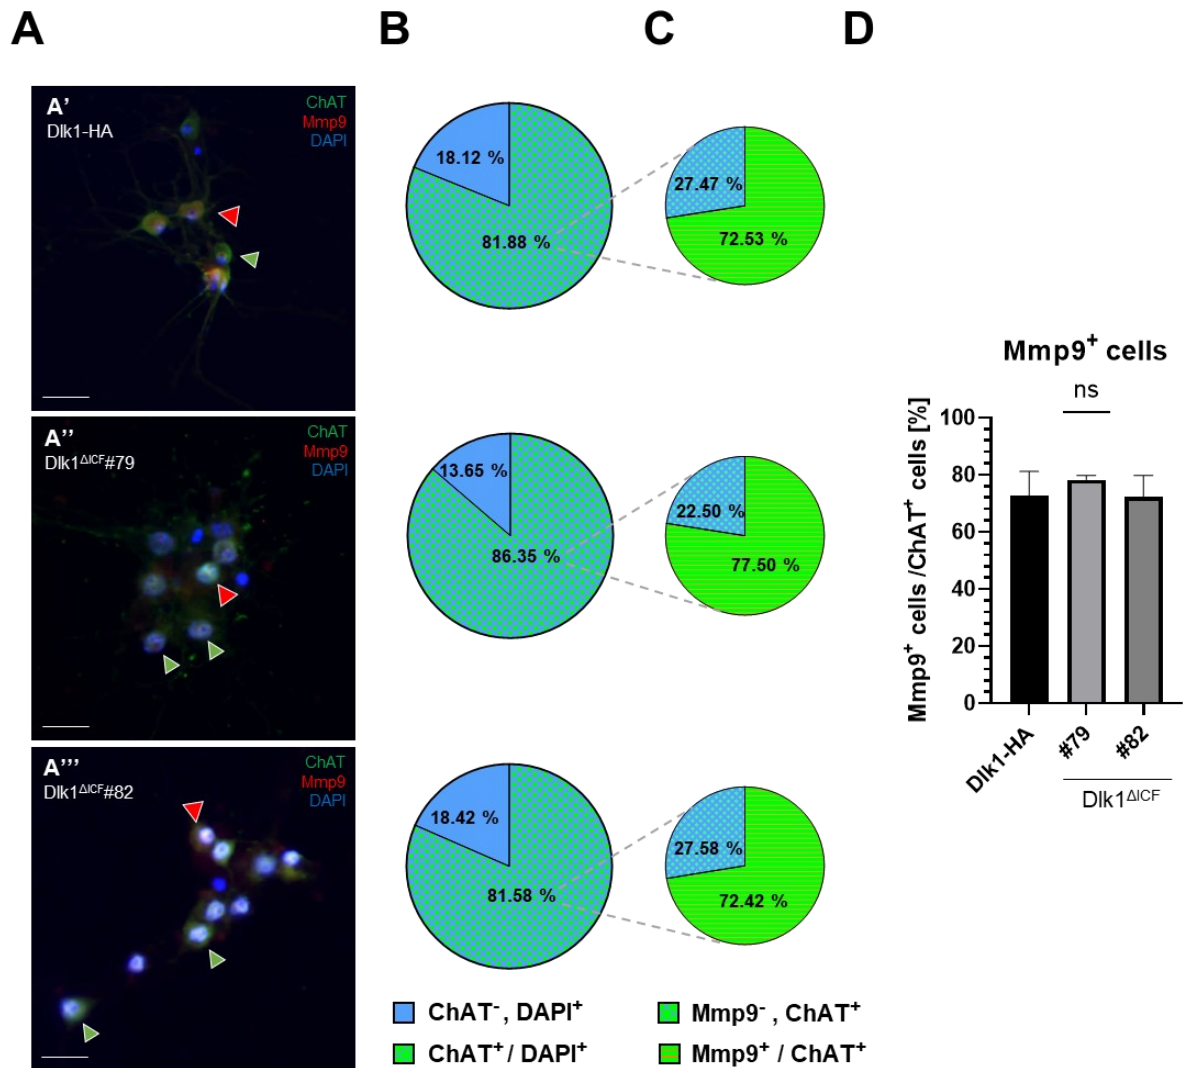 A
B
C
D
A’
Dlk1-HA
ChAT
Mmp9
DAPI
18.12 %
81.88 %
27.47 %
72.53 %
A’’
Dlk1ΔICF#79
ChAT
Mmp9
DAPI
13.65 %
86.35 %
22.50 %
77.50 %
A’’’
Dlk1ΔICF#82
ChAT
Mmp9
DAPI
18.42 %
81.58 %
27.58 %
72.42 %
ChAT-, DAPI+
ChAT+ / DAPI+
Mmp9- , ChAT+
Mmp9+ / ChAT+
Mmp9+ cells
ns
Mmp9+ cells /ChAT+ cells [%]
100
80
60
40
20
0
Dlk1-HA
#79
#82
Dlk1ΔICF